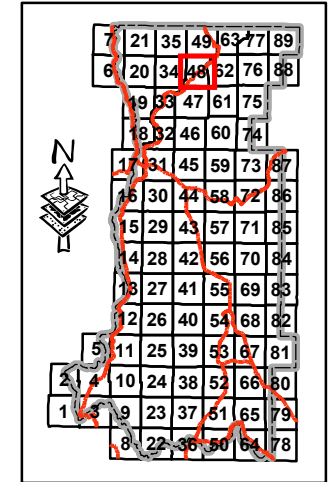 7 21 35 49 63 77 89
6 20 34 48 62 76 88
19 33 47 61 75
18 32 46 60 74
N
17 31 45 59 73 87
16 30 44 58 72 86
15 29 43 57 71 85
14 28 42 56 70 84
13 27 41 55 69 83
12 26 40 54 68 82
5 11 25 39 53 67 81
2 4 10 24 38 52 66 80
1 3 9 23 37 51 65 79
8 22 36 50 64 78